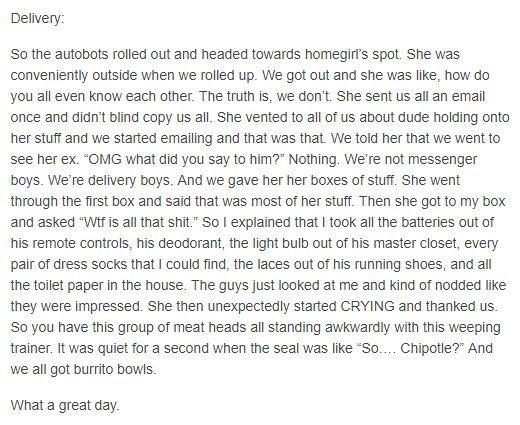 Delivery:
So the autobots rolled out and headed towards homegirl's spot. She was
conveniently outside when we rolled up. We got out and she was like, how do
you all even know each other. The truth is, we don't. She sent us all an email
once and didn't blind copy us all. She vented to all of us about dude holding onto
her stuff and we started emailing and that was that. We told her that we went to
see her ex. “OMG what did you say to him?” Nothing. We're not messenger
boys. We're delivery boys. And we gave her her boxes of stuff. She went
through the first box and said that was most of her stuff. Then she got to my box
and asked “Wtf is all that shit.” So I explained that I took all the batteries out of
his remote controls, his deodorant, the light bulb out of his master closet, every
pair of dress socks that I could find, the laces out of his running shoes, and all
the toilet paper in the house. The guys just looked at me and kind of nodded like
they were impressed. She then unexpectedly started CRYING and thanked us.
So you have this group of meat heads all standing awkwardly with this weeping
trainer. It was quiet for a second when the seal was like “So…. Chipotle?” And
we all got burrito bowls.
What a great day.